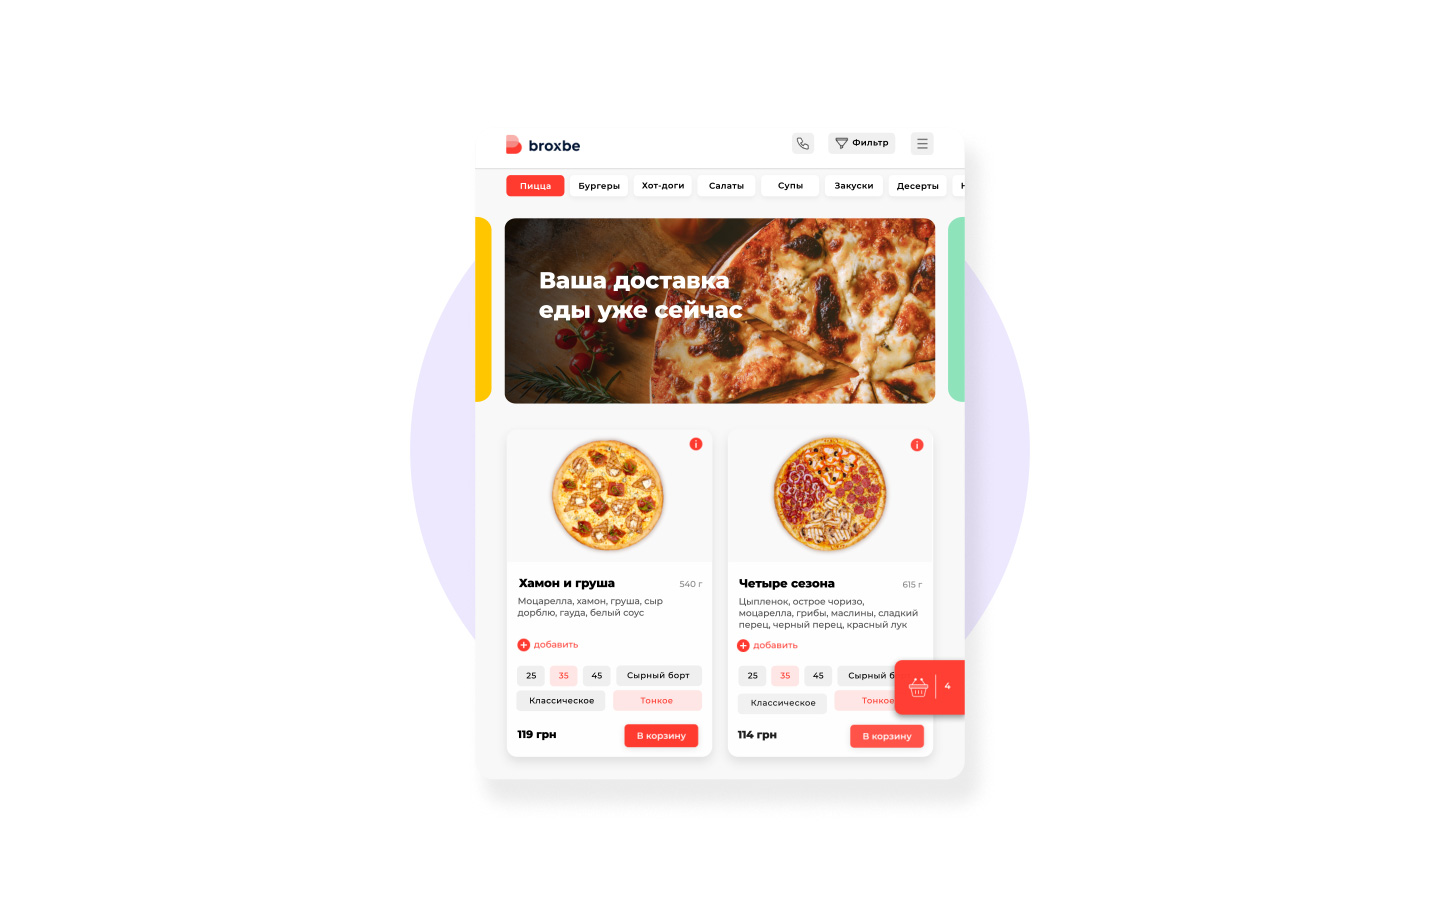 broxbe
Фильтр
Пицца Бургеры Хот-доги Салаты Супы Закуски Десерты
Ваша доставка
еды уже сейчас
Хамон и груша 540 г
Моцарелла, хамон, груша, сыр
дорблю, гауда, белый соус
добавить
25 35 45 Сырный борт
Классическое Тонкое
119 грн В корзину
Четыре сезона 615 г
Цыпленок, острое чоризо,
моцарелла, грибы, маслины, сладкий
перец, черный перец, красный лук
добавить
25 35 45 Сырный б
Классическое Тонкое
114 грн В корзину
4